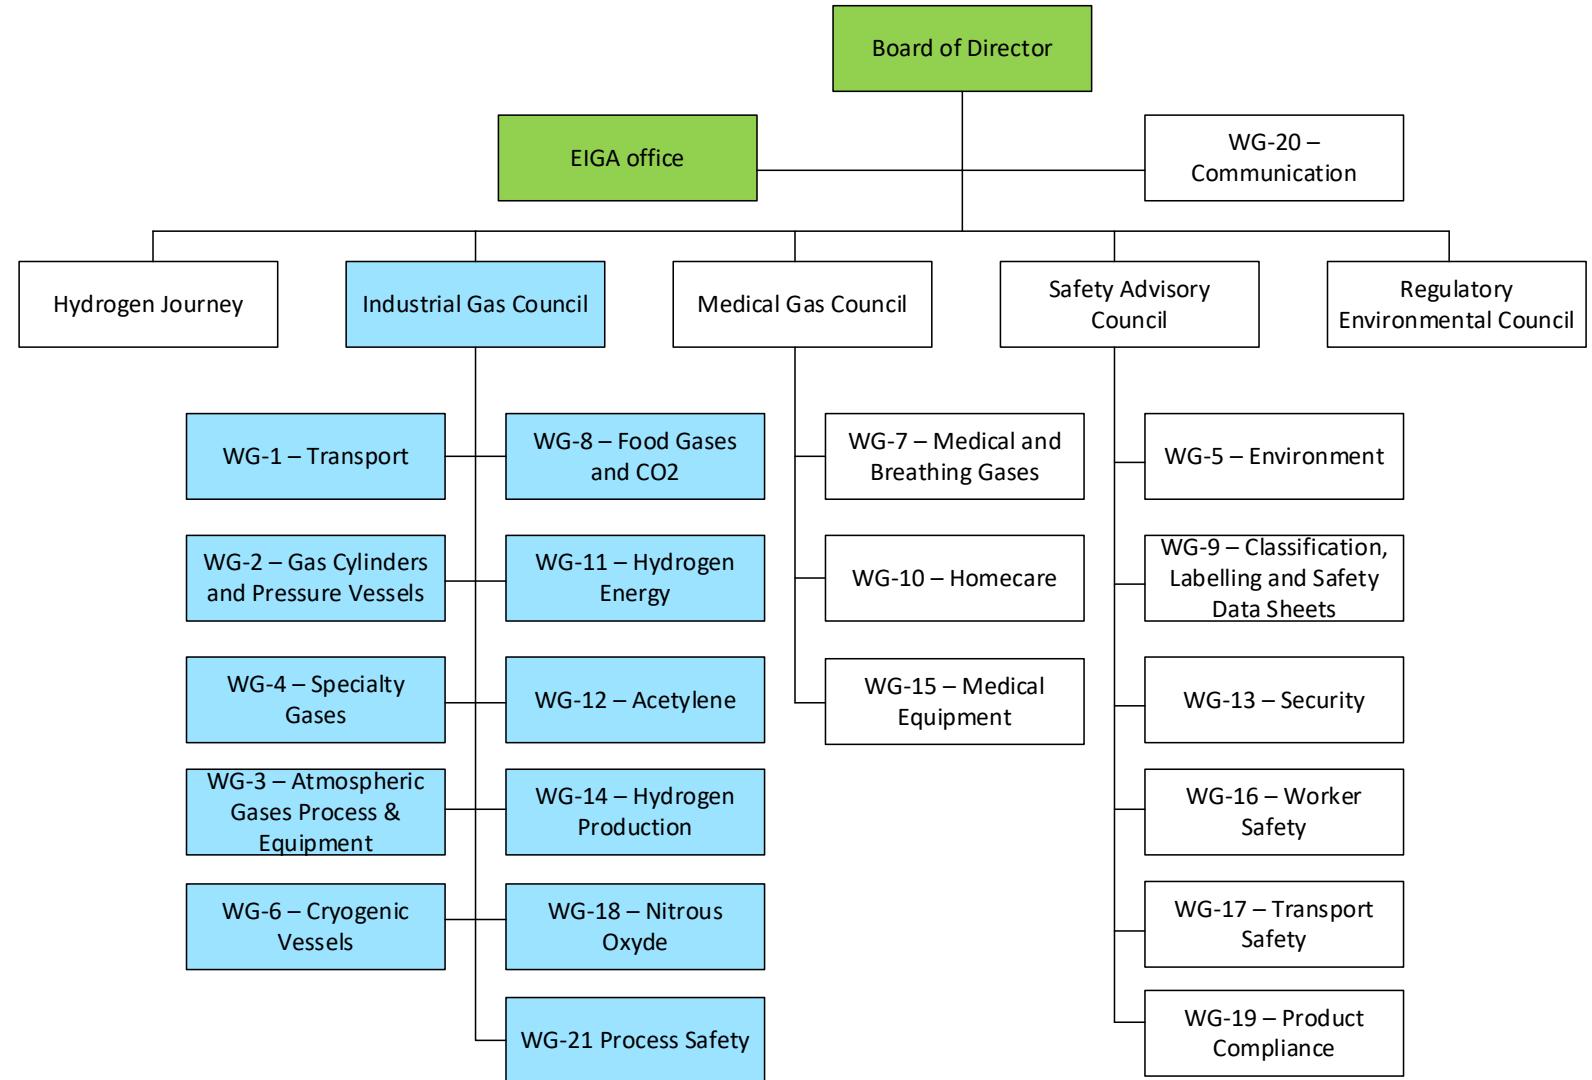 Board of Director
EIGA office
WG-20 –
Communication
Hydrogen Journey
Industrial Gas Council
Medical Gas Council
Safety Advisory
Council
Regulatory
Environmental Council
WG-1 – Transport
WG-8 – Food Gases
and CO2
WG-7 – Medical and
Breathing Gases
WG-5 – Environment
WG-2 – Gas Cylinders
and Pressure Vessels
WG-11 – Hydrogen
Energy
WG-10 – Homecare
WG-9 – Classification,
Labelling and Safety
Data Sheets
WG-4 – Specialty
Gases
WG-12 – Acetylene
WG-15 – Medical
Equipment
WG-13 – Security
WG-3 – Atmospheric
Gases Process &
Equipment
WG-14 – Hydrogen
Production
WG-16 – Worker
Safety
WG-6 – Cryogenic
Vessels
WG-18 – Nitrous
Oxyde
WG-17 – Transport
Safety
WG-21 Process Safety
WG-19 – Product
Compliance